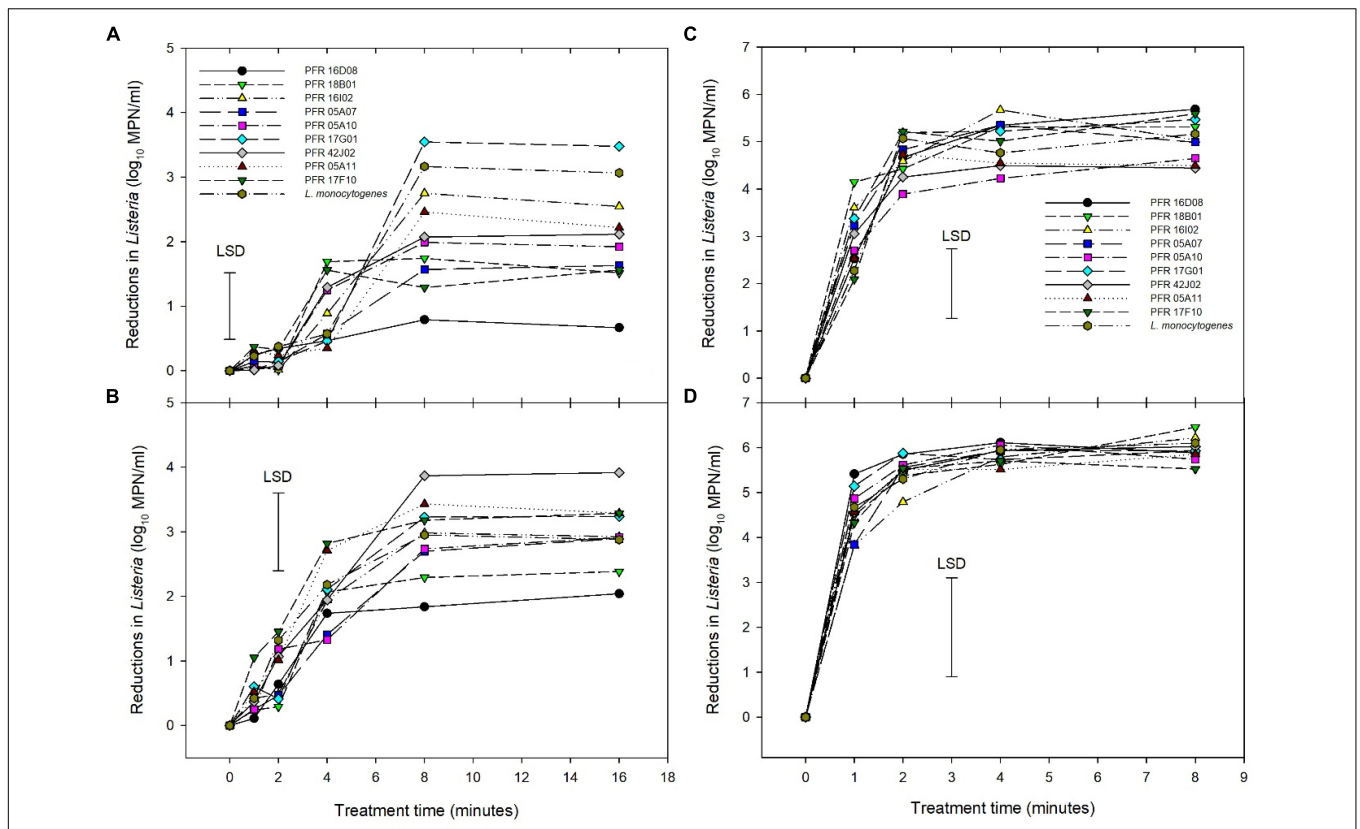 A
Reductions in Listeria (log10 MPN/ml)
5
4
3
2
1
0
PFR 16D08
PFR 18B01
PFR 16I02
PFR 05A07
PFR 05A10
PFR 17G01
PFR 42J02
PFR 05A11
PFR 17F10
L. monocytogenes
LSD
B
Reductions in Listeria (log10 MPN/ml)
5
4
3
2
1
0
LSD
0 2 4 6 8 10 12 14 16 18
Treatment time (minutes)
C
Reductions in Listeria (log10 MPN/ml)
7
6
5
4
3
2
1
0
LSD
PFR 16D08
PFR 18B01
PFR 16I02
PFR 05A07
PFR 05A10
PFR 17G01
PFR 42J02
PFR 05A11
PFR 17F10
L. monocytogenes
D
Reductions in Listeria (log10 MPN/ml)
7
6
5
4
3
2
1
0
LSD
0 1 2 3 4 5 6 7 8 9
Treatment time (minutes)